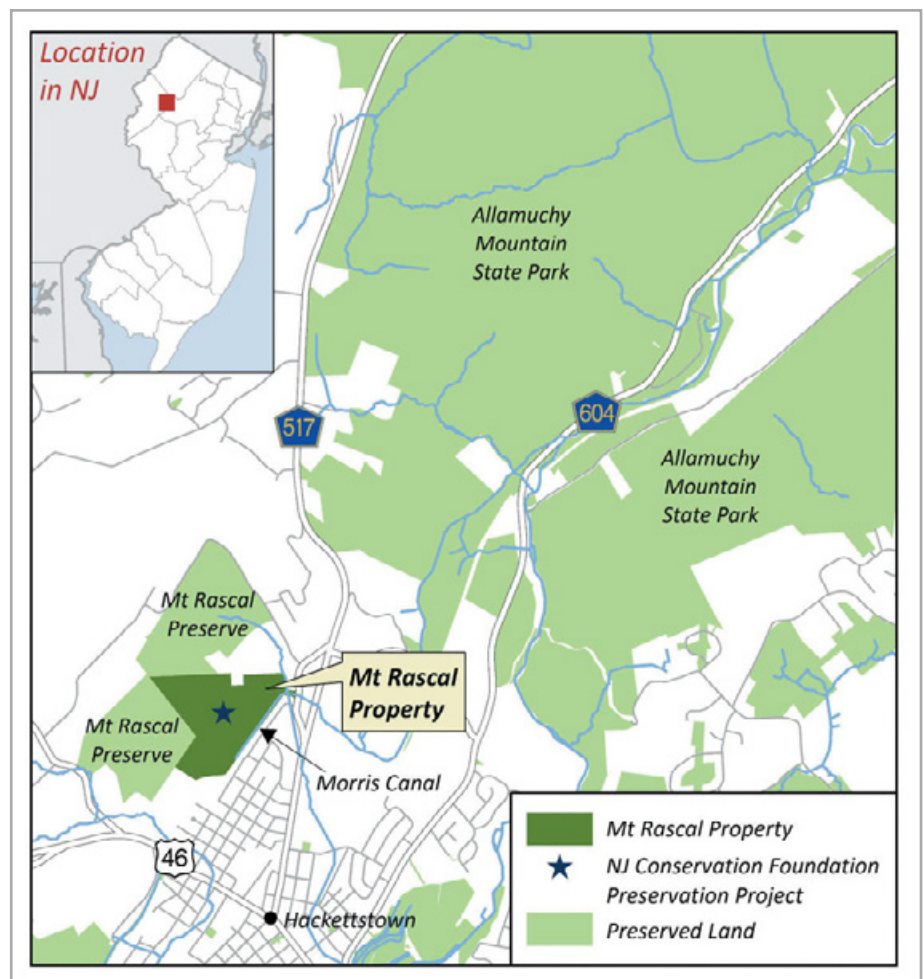 Location
in NJ
Allamuchy
Mountain
State Park
517
604
Allamuchy
Mountain
State Park
Mt Rascal
Preserve
Mt Rascal
Property
Mt Rascal
Preserve
Morris Canal
46
Hackettstown
Mt Rascal Property
NJ Conservation Foundation
Preservation Project
Preserved Land